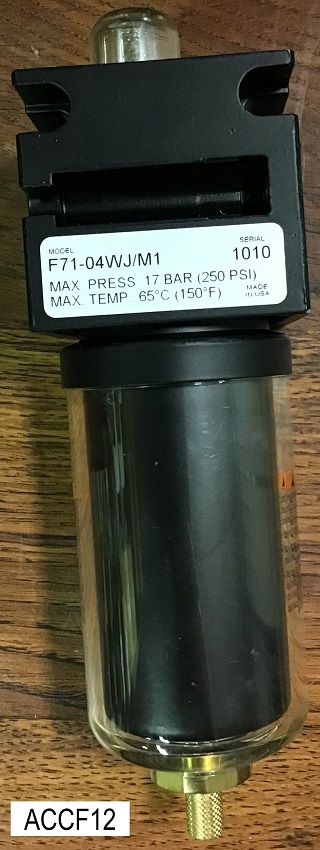 MODEL SERIAL
F71-04WJ/M1 1010
MAX. PRESS 17 BAR (250 PSI)
MAX. TEMP. 65°C (150°F) MADE IN USA
ACCF12